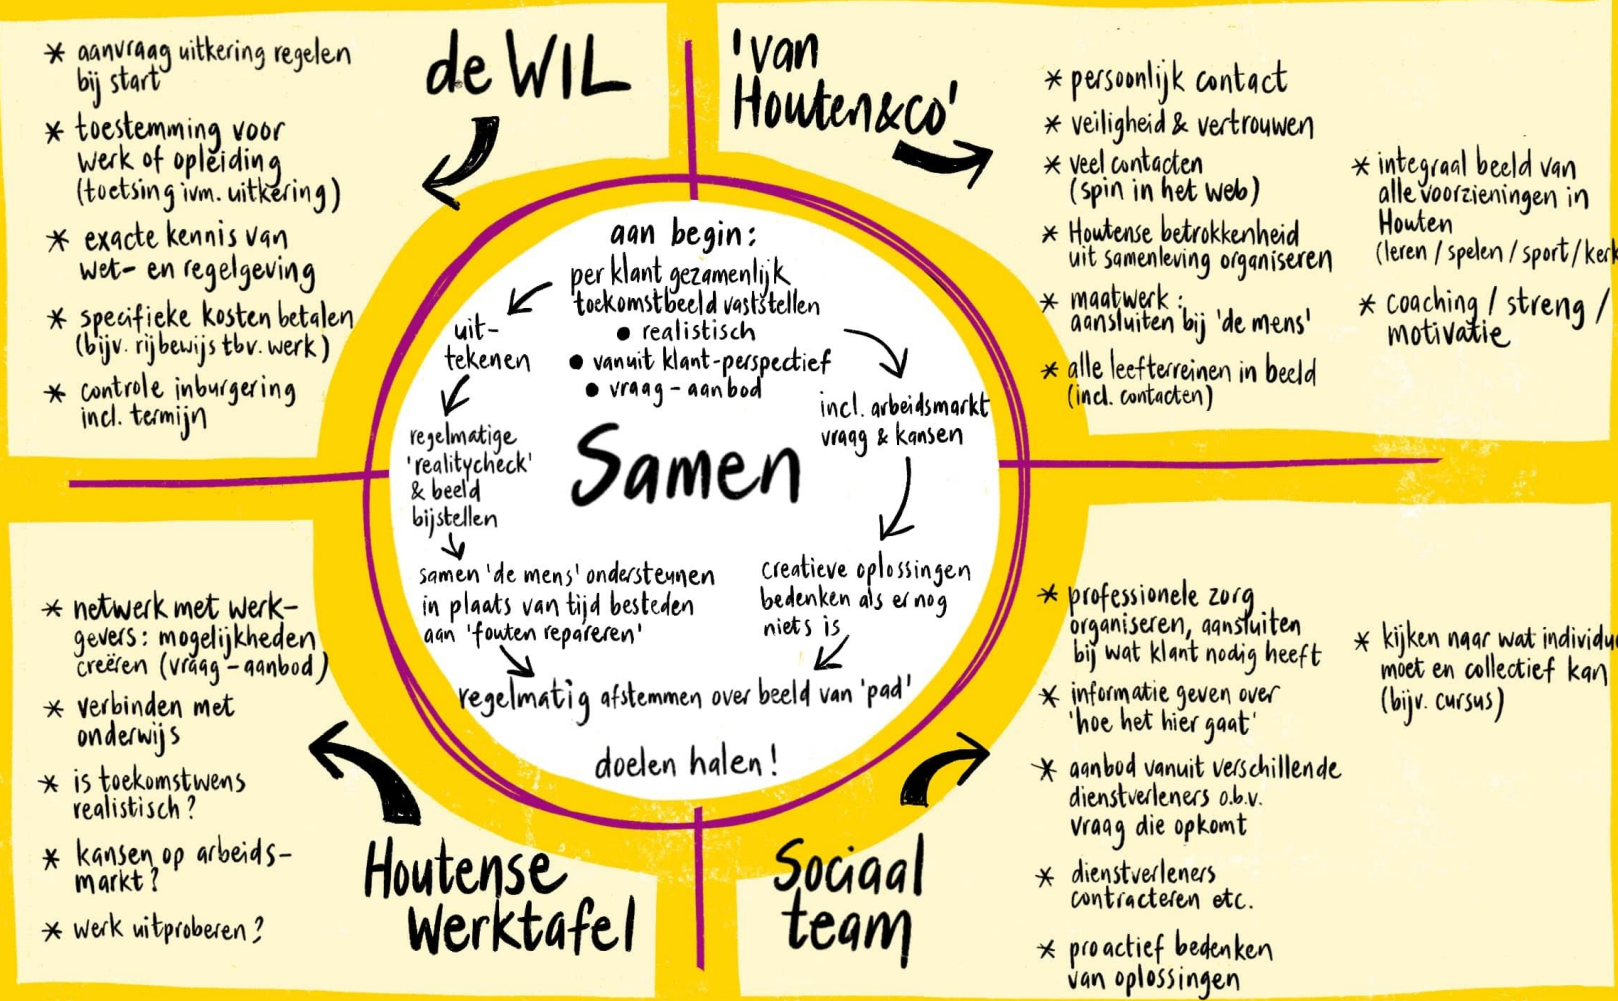 de WIL
* aanvraag uitkering regelen
bij start
* toestemming voor
werk of opleiding
(toetsing ivm. uitkering)
* exacte kennis van
wet- en regelgeving
* specifieke kosten betalen
(bijv. rijbewijs tbv. werk)
* controle inburgering
incl. termijn
'van
Houten&co'
* persoonlijk contact
* veiligheid & vertrouwen
* veel contacten
(spin in het web)
* Houtense betrokkenheid
uit samenleving organiseren
* maatwerk:
aansluiten bij 'de mens'
* alle leefterreinen in beeld
(incl. contacten)
* integraal beeld van
alle voorzieningen in
Houten
(leren / spelen / sport / kerk
* coaching / streng /
motivatie
aan begin:
per klant gezamenlijk
toekomstbeeld vaststellen
• realistisch
• vanuit klant-perspectief
• vraag - aanbod
uit-
tekenen
regelmatige
'realitycheck'
& beeld
bijstellen
samen 'de mens' ondersteunen
in plaats van tijd besteden
aan 'fouten repareren'
Samen
incl. arbeidsmarkt
vraag & kansen
creatieve oplossingen
bedenken als er nog
niets is
regelmatig afstemmen over beeld van 'pad'
doelen halen!
* netwerk met werk-
gevers: mogelijkheden
creëren (vraag - aanbod)
* verbinden met
onderwijs
* is toekomstwens
realistisch?
* kansen op arbeids-
markt?
* werk uitproberen?
Houtense
Werktafel
Sociaal
team
* professionele zorg
organiseren, aansluiten
bij wat klant nodig heeft
* informatie geven over
'hoe het hier gaat'
* aanbod vanuit verschillende
dienstverleners o.b.v.
vraag die opkomt
* dienstverleners
contracteren etc.
* pro actief bedenken
van oplossingen
* kijken naar wat individu
moet en collectief kan
(bijv. cursus)